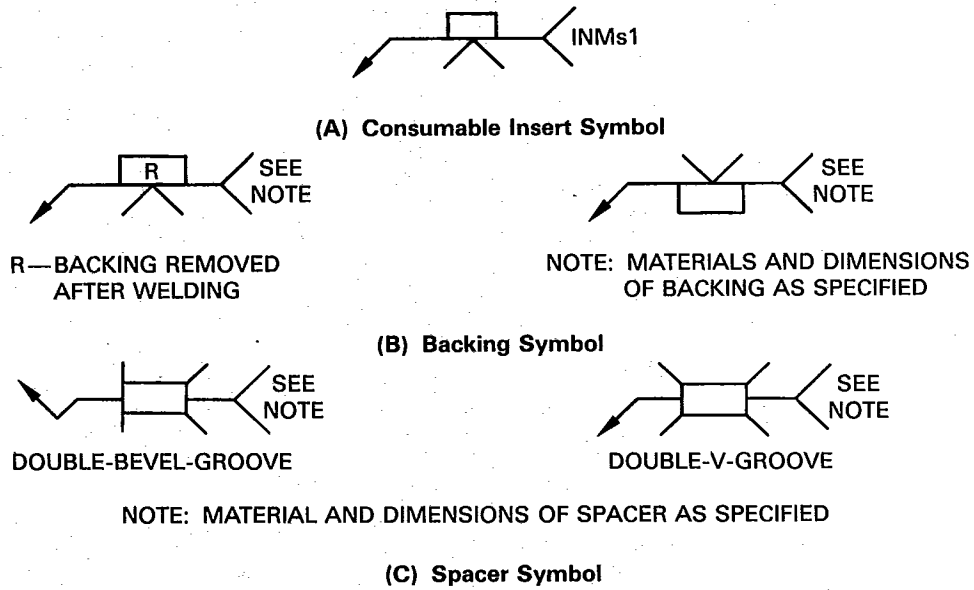 INMs1
(A) Consumable Insert Symbol
R
SEE
NOTE
SEE
NOTE
R—BACKING REMOVED
AFTER WELDING
NOTE: MATERIALS AND DIMENSIONS
OF BACKING AS SPECIFIED
(B) Backing Symbol
SEE
NOTE
DOUBLE-BEVEL-GROOVE
SEE
NOTE
DOUBLE-V-GROOVE
NOTE: MATERIAL AND DIMENSIONS OF SPACER AS SPECIFIED
(C) Spacer Symbol